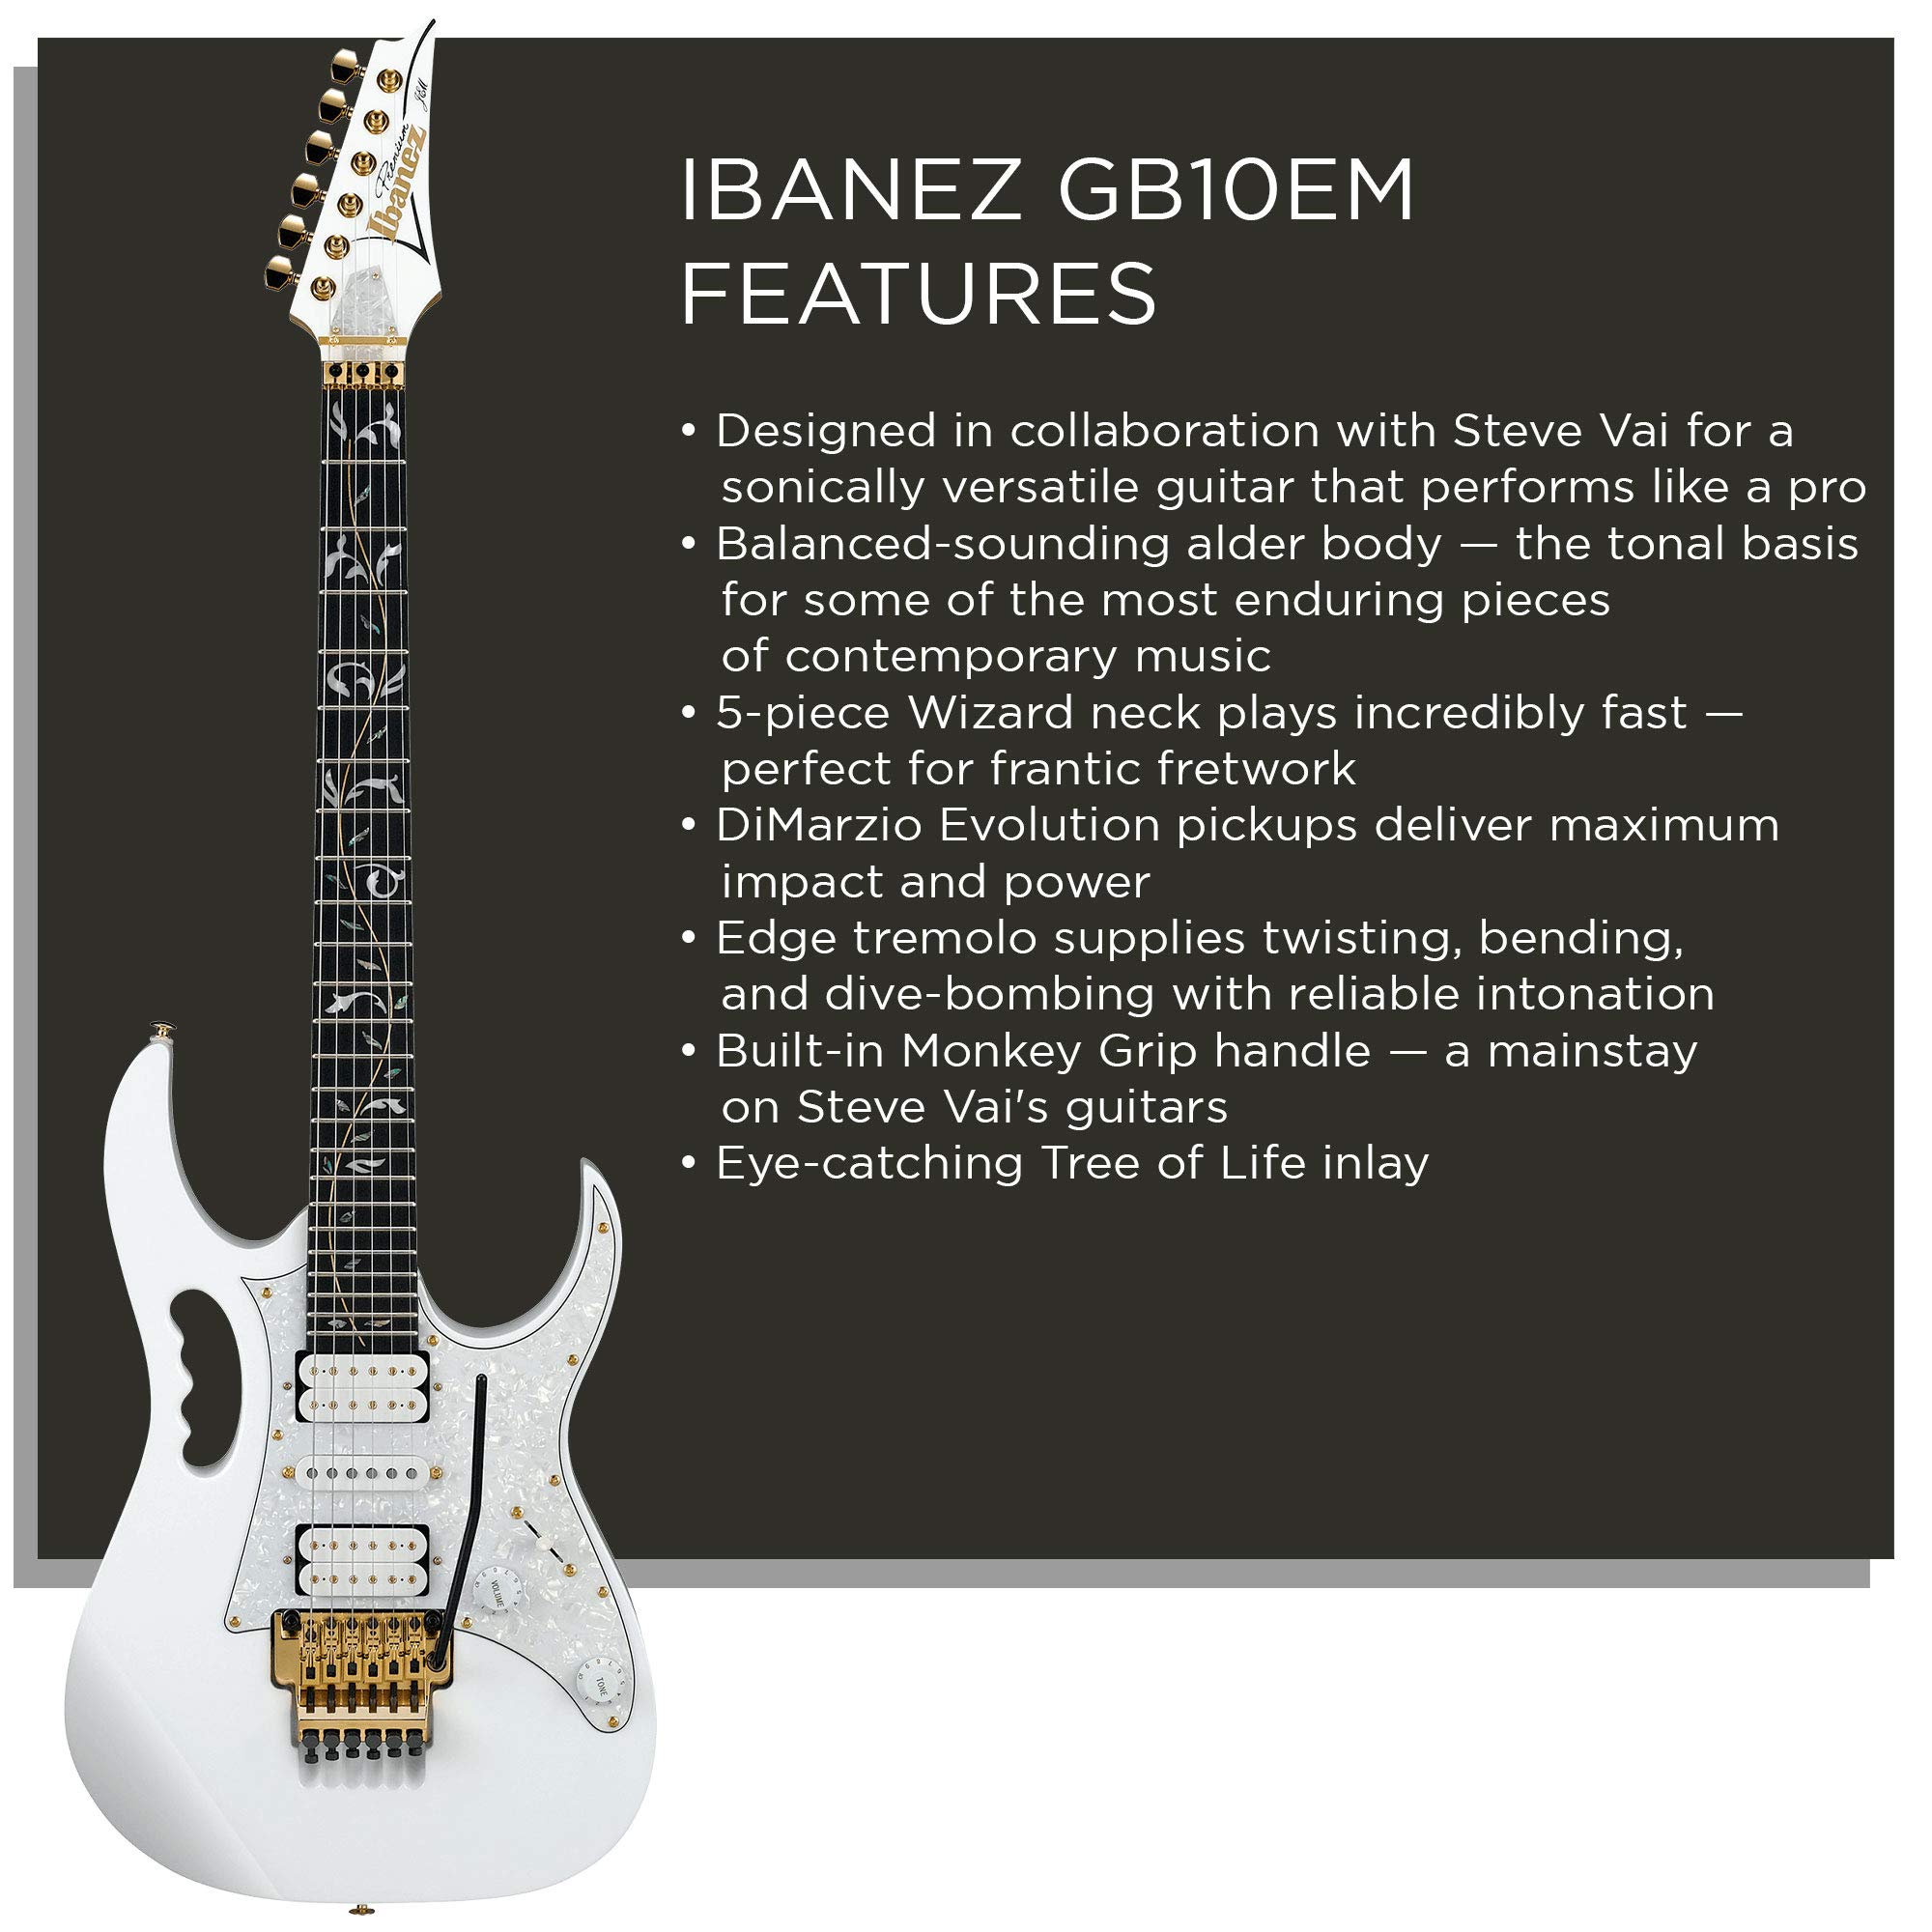 JEM
Premium
Ibanez
IBANEZ GB10EM
FEATURES
• Designed in collaboration with Steve Vai for a
sonically versatile guitar that performs like a pro
• Balanced-sounding alder body — the tonal basis
for some of the most enduring pieces
of contemporary music
• 5-piece Wizard neck plays incredibly fast —
perfect for frantic fretwork
• DiMarzio Evolution pickups deliver maximum
impact and power
• Edge tremolo supplies twisting, bending,
and dive-bombing with reliable intonation
• Built-in Monkey Grip handle — a mainstay
on Steve Vai's guitars
• Eye-catching Tree of Life inlay
VOLUME
TONE